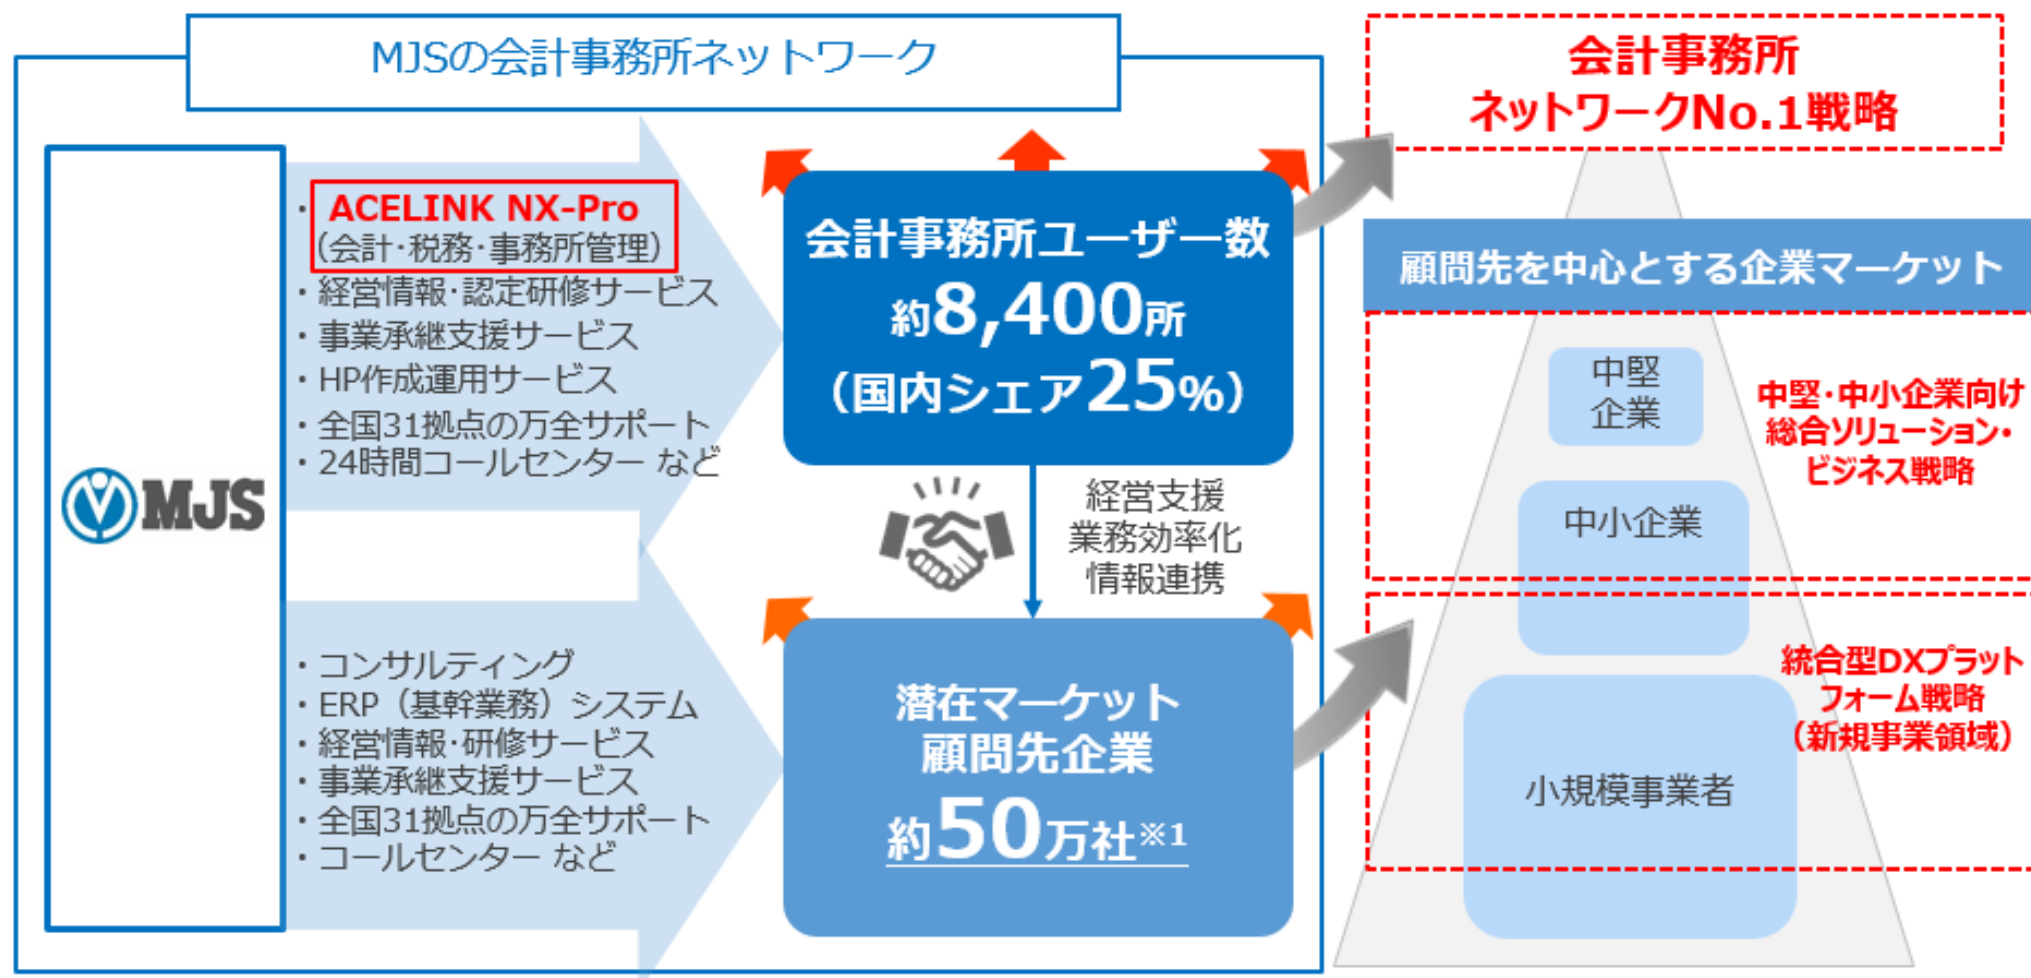 MJSの会計事務所ネットワーク
MJS
・ACELINK NX-Pro
（会計・税務・事務所管理）
・経営情報・認定研修サービス
・事業承継支援サービス
・HP作成運用サービス
・全国31拠点の万全サポート
・24時間コールセンター など
・コンサルティング
・ERP（基幹業務）システム
・経営情報・研修サービス
・事業承継支援サービス
・全国31拠点の万全サポート
・コールセンター など
会計事務所ユーザー数
約8,400所
（国内シェア25%）
経営支援
業務効率化
情報連携
潜在マーケット
顧問先企業
約50万社※1
会計事務所
ネットワークNo.1戦略
顧問先を中心とする企業マーケット
中堅
企業
中堅・中小企業向け
総合ソリューション・
ビジネス戦略
中小企業
統合型DXプラット
フォーム戦略
（新規事業領域）
小規模事業者